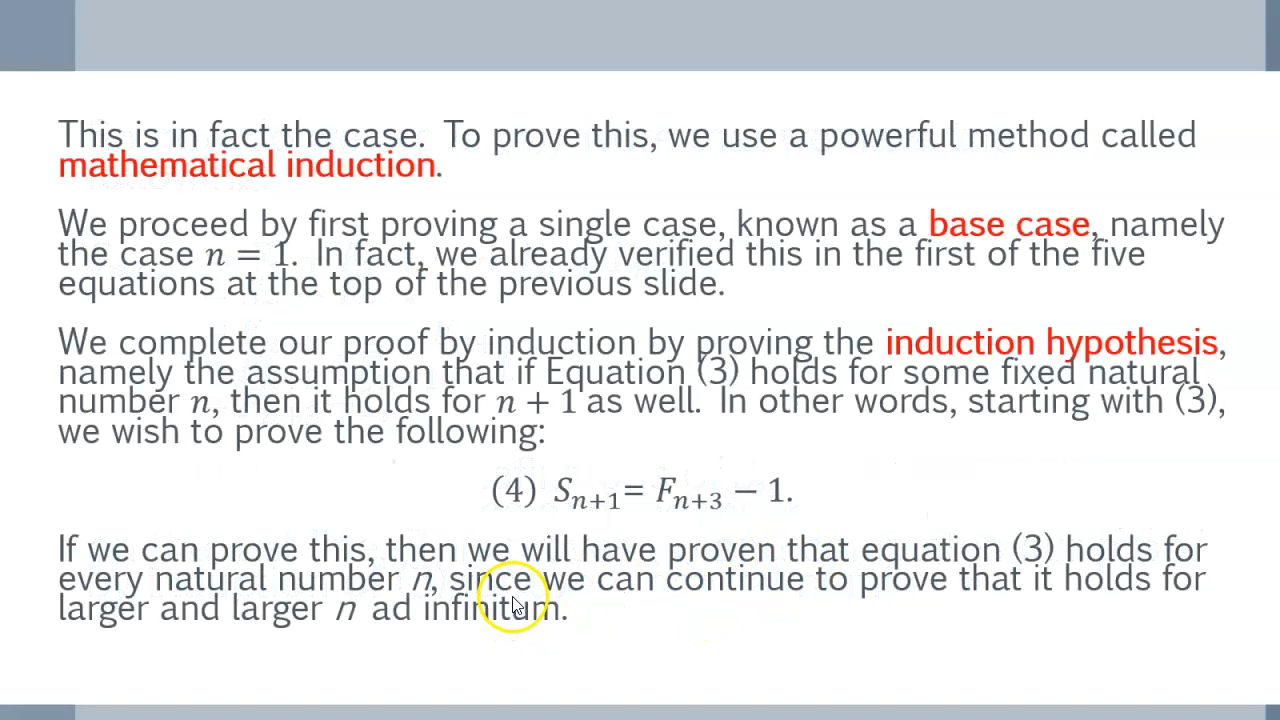 This is in fact the case. To prove this, we use a powerful method called
mathematical induction.
We proceed by first proving a single case, known as a base case, namely
the case n = 1. In fact, we already verified this in the first of the five
equations at the top of the previous slide.
We complete our proof by induction by proving the induction hypothesis,
namely the assumption that if Equation (3) holds for some fixed natural
number n, then it holds for n + 1 as well. In other words, starting with (3),
we wish to prove the following:
(4) Sₙ₊₁= Fₙ₊₃ − 1.
If we can prove this, then we will have proven that equation (3) holds for
every natural number n, since we can continue to prove that it holds for
larger and larger n ad infinitum.